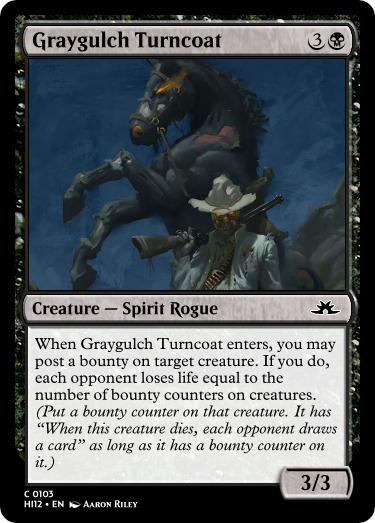 Graygulch Turncoat 3
Creature — Spirit Rogue
When Graygulch Turncoat enters, you may
post a bounty on target creature. If you do,
each opponent loses life equal to the
number of bounty counters on creatures.
(Put a bounty counter on that creature. It has
“When this creature dies, each opponent draws
a card” as long as it has a bounty counter on
it.)
3/3
C 0103
HI12 • EN Aaron Riley